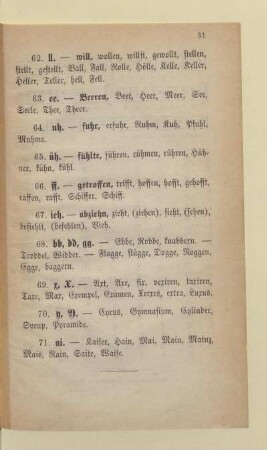 31
62. ll. — will, wollen, willst, gewollt, stellen,
stellt, gestellt, Ball, Fall, Rolle, Hölle, Kelle, Keller,
Heller, Teller, hell, Fell.
63. ee. — Beeren, Beet, Heer, Meer, See,
Seele, Thee, Theer.
64. uh. — fuhr, erfuhr, Ruhm, Kuh, Pfuhl,
Muhme.
65. üh. — fühlte, führen, rühmen, rühren, Hüh-
ner, kühn, kühl.
66. ff. — getroffen, trifft, hoffen, hofft, gehofft,
raffen, rafft, Schiffer, Schiff.
67. ieh. — abziehn, zieht, (ziehen), sieht, (sehen),
befiehlt, (befehlen), Vieh.
68. bb, dd, gg. — Ebbe, Robbe, knabbern. —
Troddel, Widder. — Flagge, flügge, Dogge, Roggen,
Egge, baggern.
69. x, X. — Axt, Axe, fix, vexiren, taxiren,
Taxe, Max, Exempel, Examen, Xerxes, extra, Luxus.
70. y, Y. — Cyrus, Gymnasium, Cylinder,
Syrup, Pyramide.
71. ai. — Kaiser, Hain, Mai, Main, Mainz,
Mais, Rain, Saite, Waise.